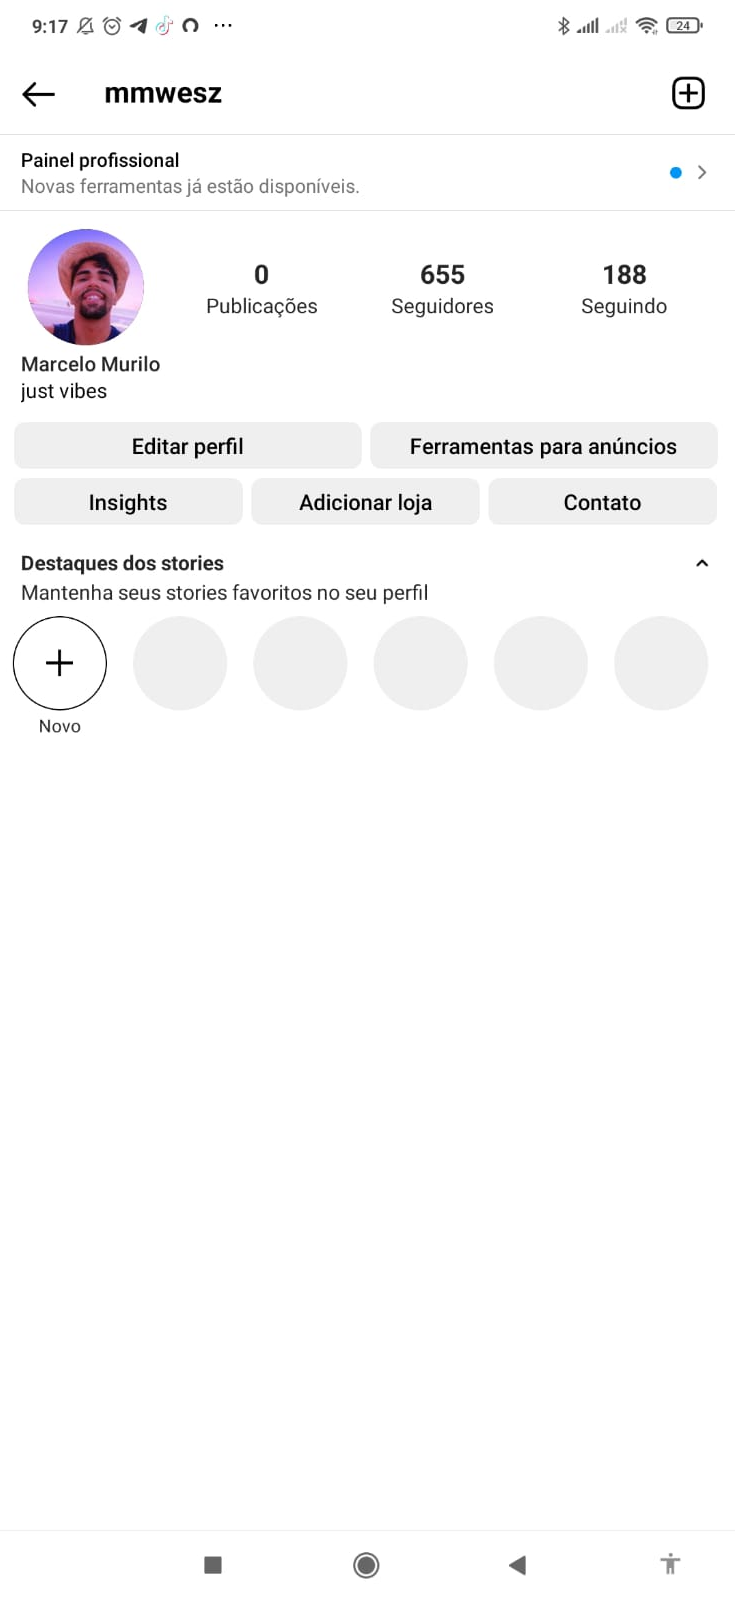 9:17 ... 24
mmwesz
Painel profissional
Novas ferramentas já estão disponíveis.
0 655 188
Publicações Seguidores Seguindo
Marcelo Murilo
just vibes
Editar perfil Ferramentas para anúncios
Insights Adicionar loja Contato
Destaques dos stories
Mantenha seus stories favoritos no seu perfil
Novo